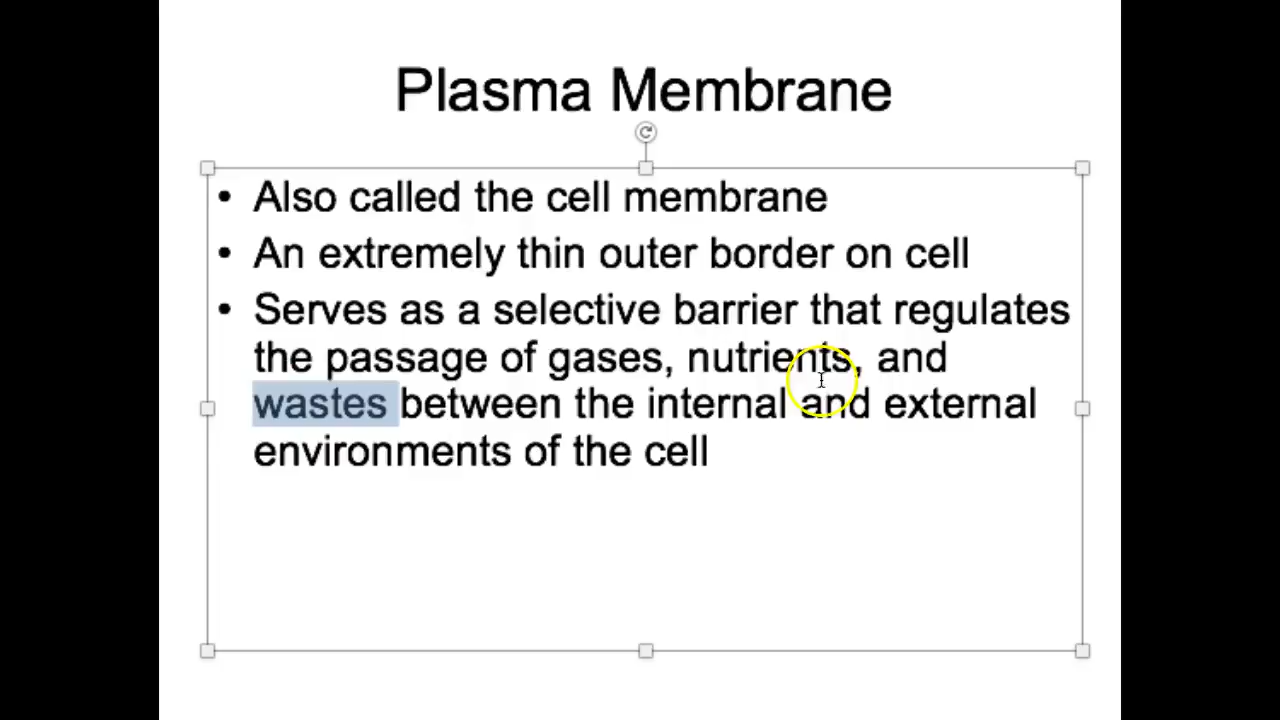 Plasma Membrane
• Also called the cell membrane
• An extremely thin outer border on cell
• Serves as a selective barrier that regulates
the passage of gases, nutrients, and
wastes between the internal and external
environments of the cell